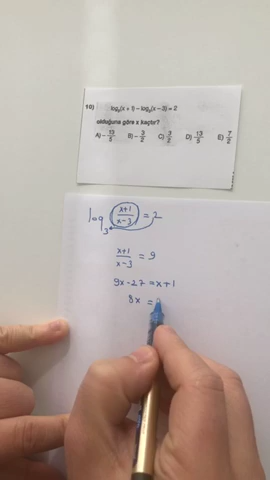 10) log₃(x + 1) – log₃(x – 3) = 2
olduğuna göre x kaçtır?
A) –13/5 B) –3/2 C) 3/2 D) 13/5 E) 7/2
log₃ (x+1)/(x-3) = 2
(x+1)/(x-3) = 9
9x-27 = x+1
8x =